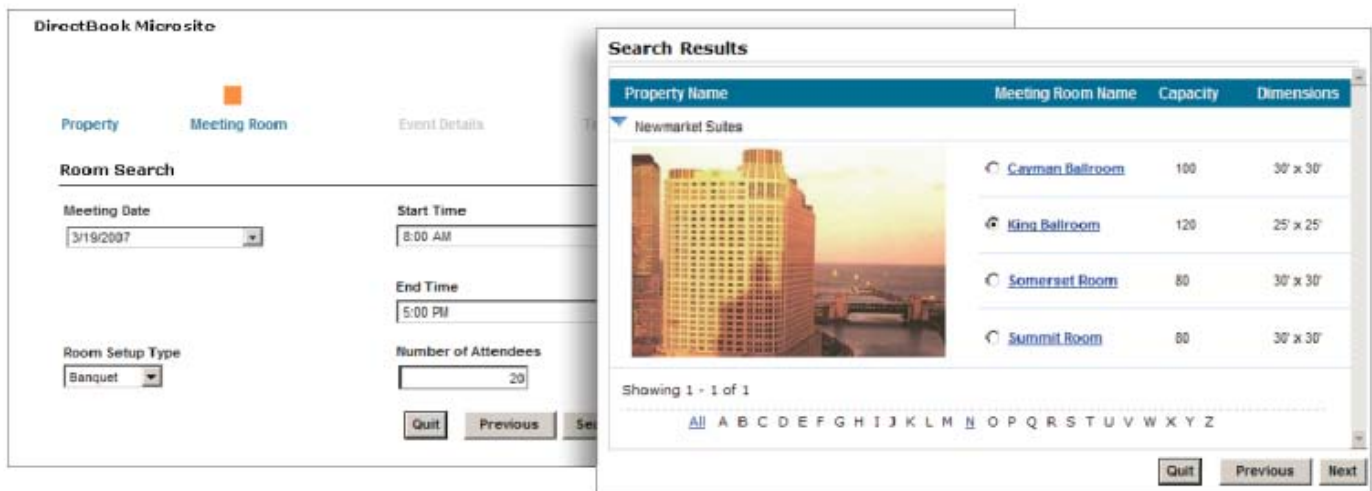 DirectBook Microsite
Property Meeting Room Event Details
Room Search
Meeting Date Start Time
3/19/2007 8:00 AM
End Time
5:00 PM
Room Setup Type Number of Attendees
Banquet 20
Quit Previous
Search Results
Property Name Meeting Room Name Capacity Dimensions
Newmarket Suites
Cayman Ballroom 100 30' x 30'
King Ballroom 120 25' x 25'
Somerset Room 80 30' x 30'
Summit Room 80 30' x 30'
Showing 1 - 1 of 1
All A B C D E F G H I J K L M N O P Q R S T U V W X Y Z
Quit Previous Next